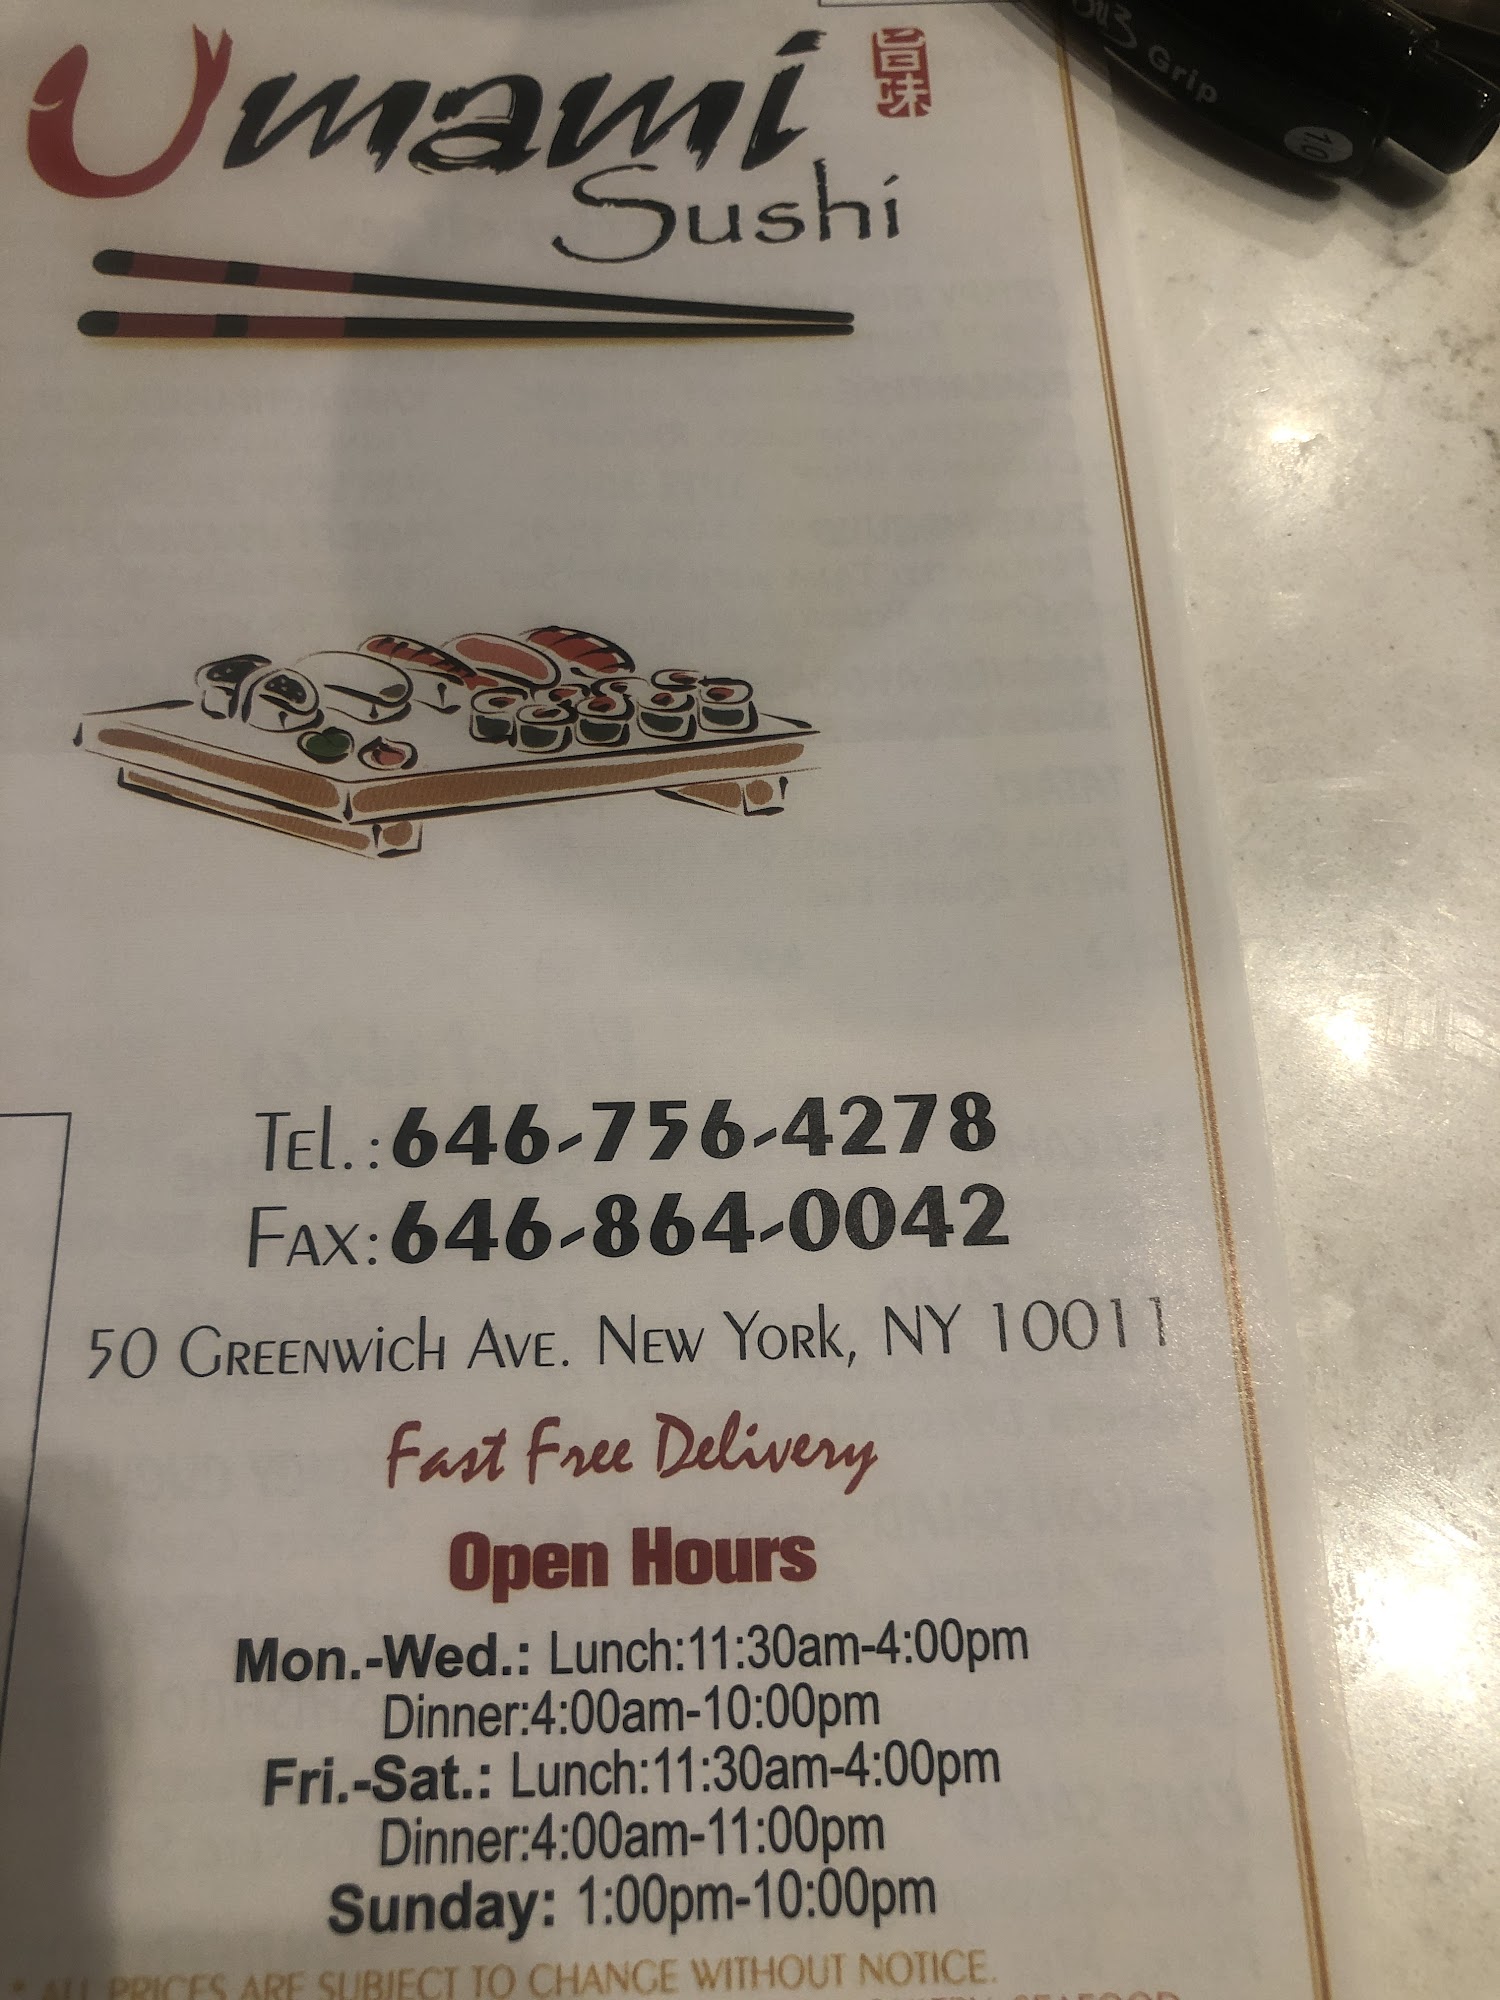 Umami
旨味
Sushi
Grip
10
Tel.: 646-756-4278
Fax: 646-864-0042
50 Greenwich Ave. New York, NY 10011
Fast Free Delivery
Open Hours
Mon.-Wed.: Lunch:11:30am-4:00pm
Dinner:4:00am-10:00pm
Fri.-Sat.: Lunch:11:30am-4:00pm
Dinner:4:00am-11:00pm
Sunday: 1:00pm-10:00pm
* ALL PRICES ARE SUBJECT TO CHANGE WITHOUT NOTICE.
SEAFOOD